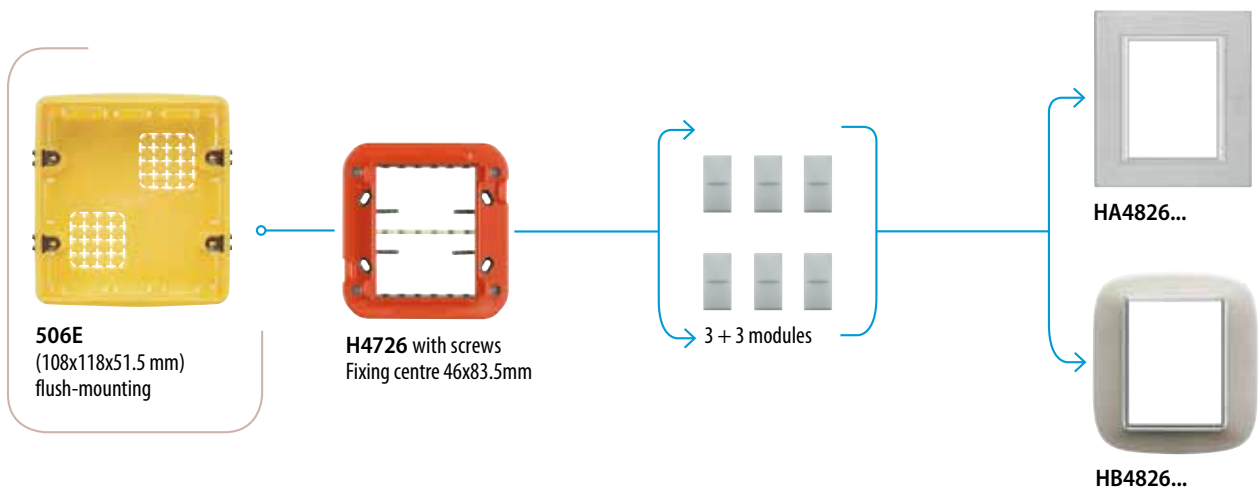 506E
(108x118x51.5 mm)
flush-mounting
H4726 with screws
Fixing centre 46x83.5mm
3 + 3 modules
HA4826...
HB4826...